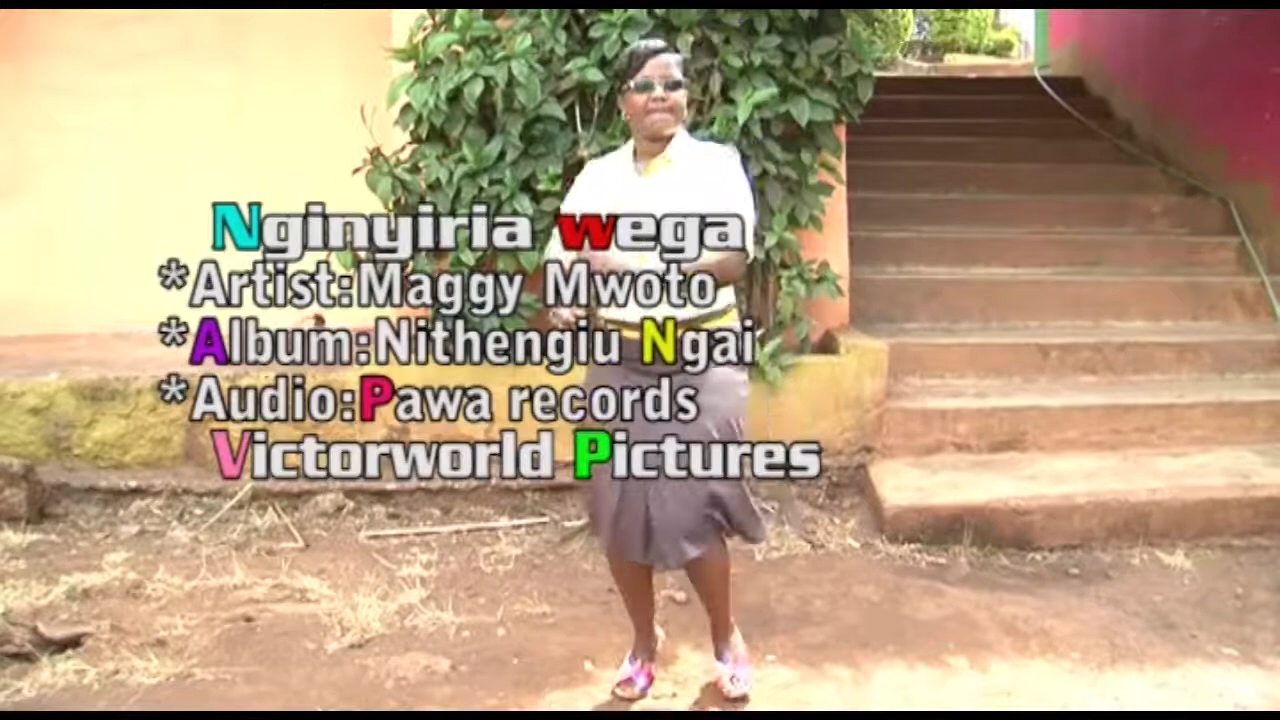 Nginyiria wega
*Artist:Maggy Mwoto
*Album:Nithengiu Ngai
*Audio:Pawa records
Victorworld Pictures